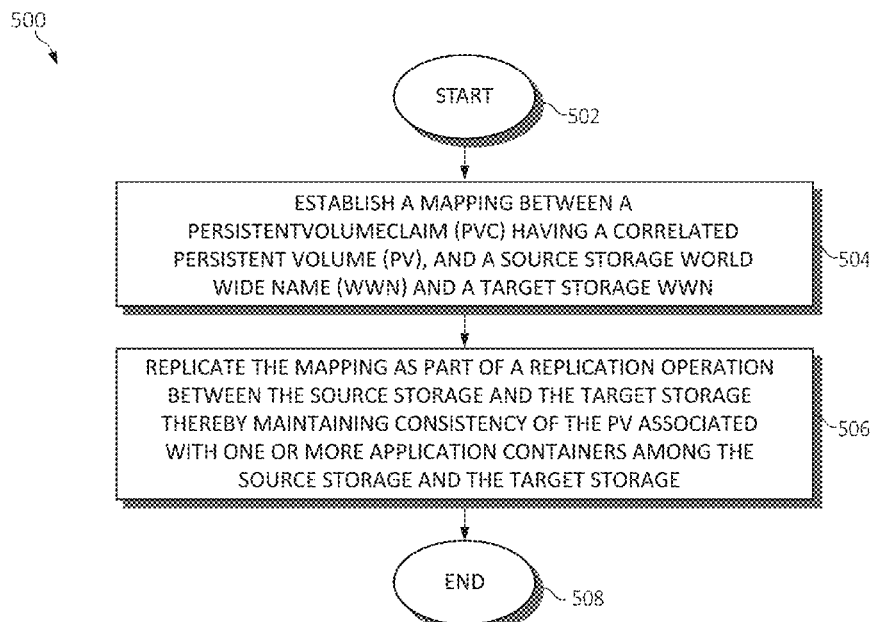 500
START
502
ESTABLISH A MAPPING BETWEEN A
PERSISTENTVOLUMECLAIM (PVC) HAVING A CORRELATED
PERSISTENT VOLUME (PV), AND A SOURCE STORAGE WORLD
WIDE NAME (WWN) AND A TARGET STORAGE WWN
504
REPLICATE THE MAPPING AS PART OF A REPLICATION OPERATION
BETWEEN THE SOURCE STORAGE AND THE TARGET STORAGE
THEREBY MAINTAINING CONSISTENCY OF THE PV ASSOCIATED
WITH ONE OR MORE APPLICATION CONTAINERS AMONG THE
SOURCE STORAGE AND THE TARGET STORAGE
506
END
508